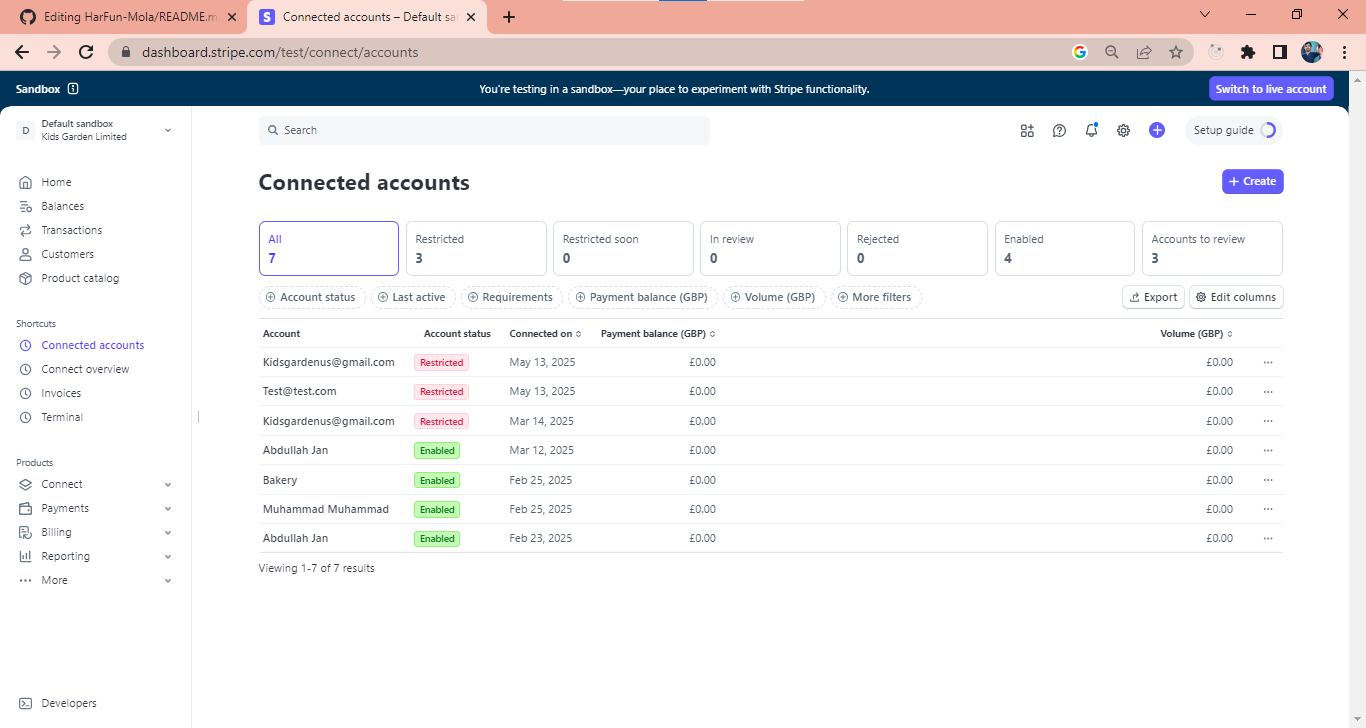 Editing HarFun-Mola/README.m
Connected accounts – Default sa
dashboard.stripe.com/test/connect/accounts
Sandbox
You're testing in a sandbox—your place to experiment with Stripe functionality.
Switch to live account
D
Default sandbox
Kids Garden Limited
Search
Setup guide
Home
Balances
Transactions
Customers
Product catalog
Shortcuts
Connected accounts
Connect overview
Invoices
Terminal
Products
Connect
Payments
Billing
Reporting
More
Developers
Connected accounts
+ Create
All
7
Restricted
3
Restricted soon
0
In review
0
Rejected
0
Enabled
4
Accounts to review
3
Account status Last active Requirements Payment balance (GBP) Volume (GBP) More filters Export Edit columns
Account Account status Connected on Payment balance (GBP) Volume (GBP)
Kidsgardenus@gmail.com Restricted May 13, 2025 £0.00 £0.00 ···
Test@test.com Restricted May 13, 2025 £0.00 £0.00 ···
Kidsgardenus@gmail.com Restricted Mar 14, 2025 £0.00 £0.00 ···
Abdullah Jan Enabled Mar 12, 2025 £0.00 £0.00 ···
Bakery Enabled Feb 25, 2025 £0.00 £0.00 ···
Muhammad Muhammad Enabled Feb 25, 2025 £0.00 £0.00 ···
Abdullah Jan Enabled Feb 23, 2025 £0.00 £0.00 ···
Viewing 1-7 of 7 results